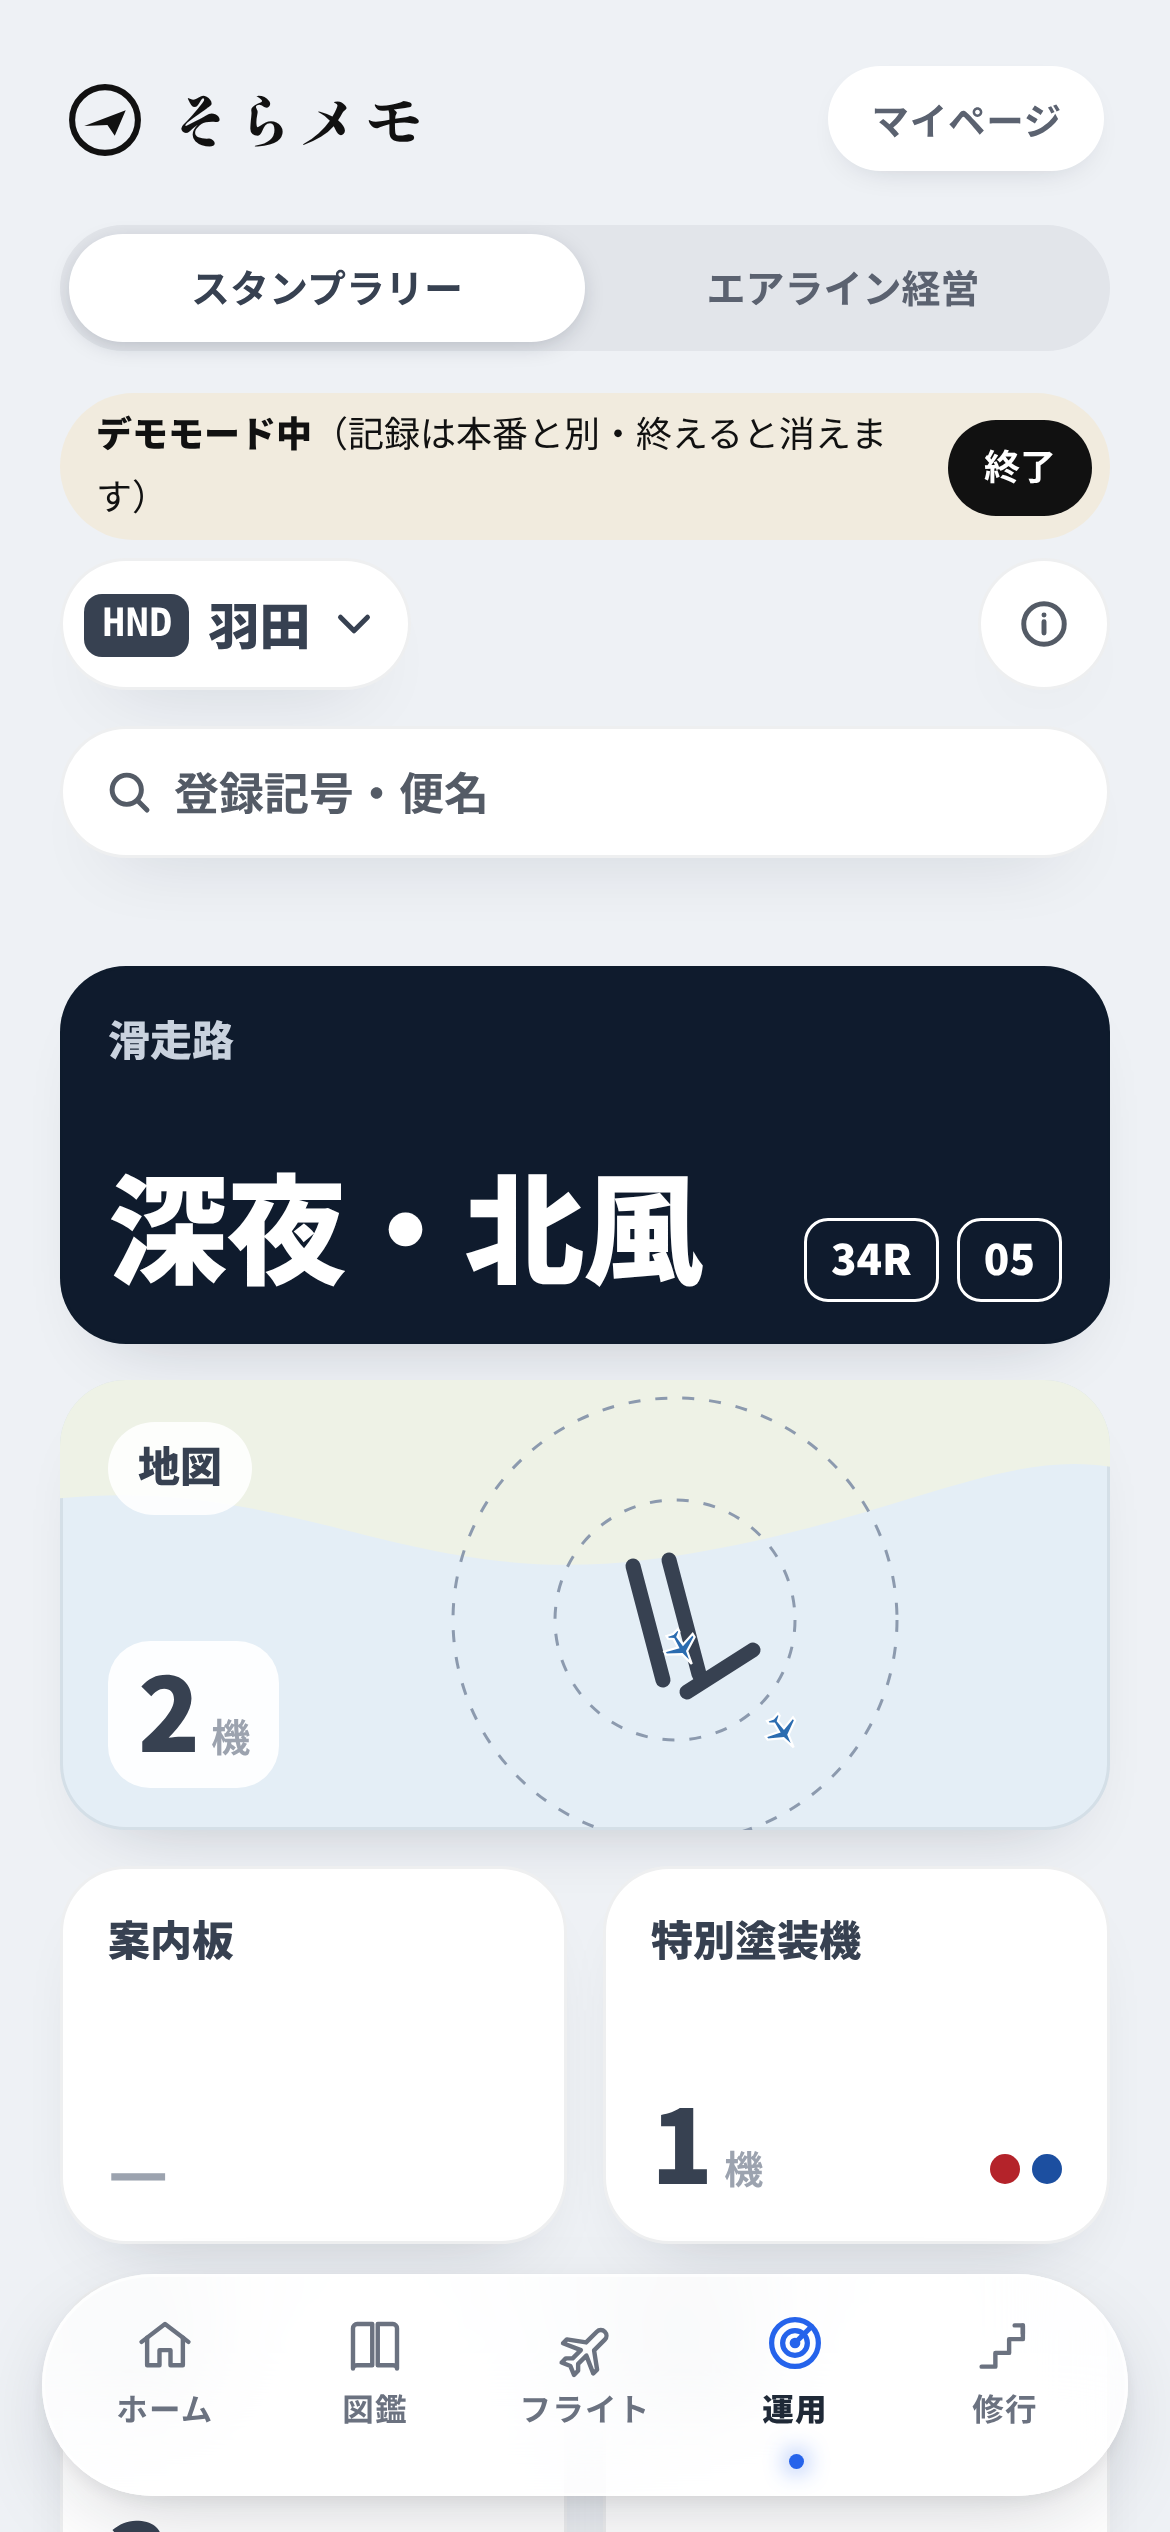 そらメモ
マイページ
スタンプラリー
エアライン経営
デモモード中（記録は本番と別・終えると消えま
す）
終了
HND 羽田
登録記号・便名
滑走路
深夜・北風
34R
05
地図
2 機
案内板
—
特別塗装機
1 機
ホーム
図鑑
フライト
運用
修行